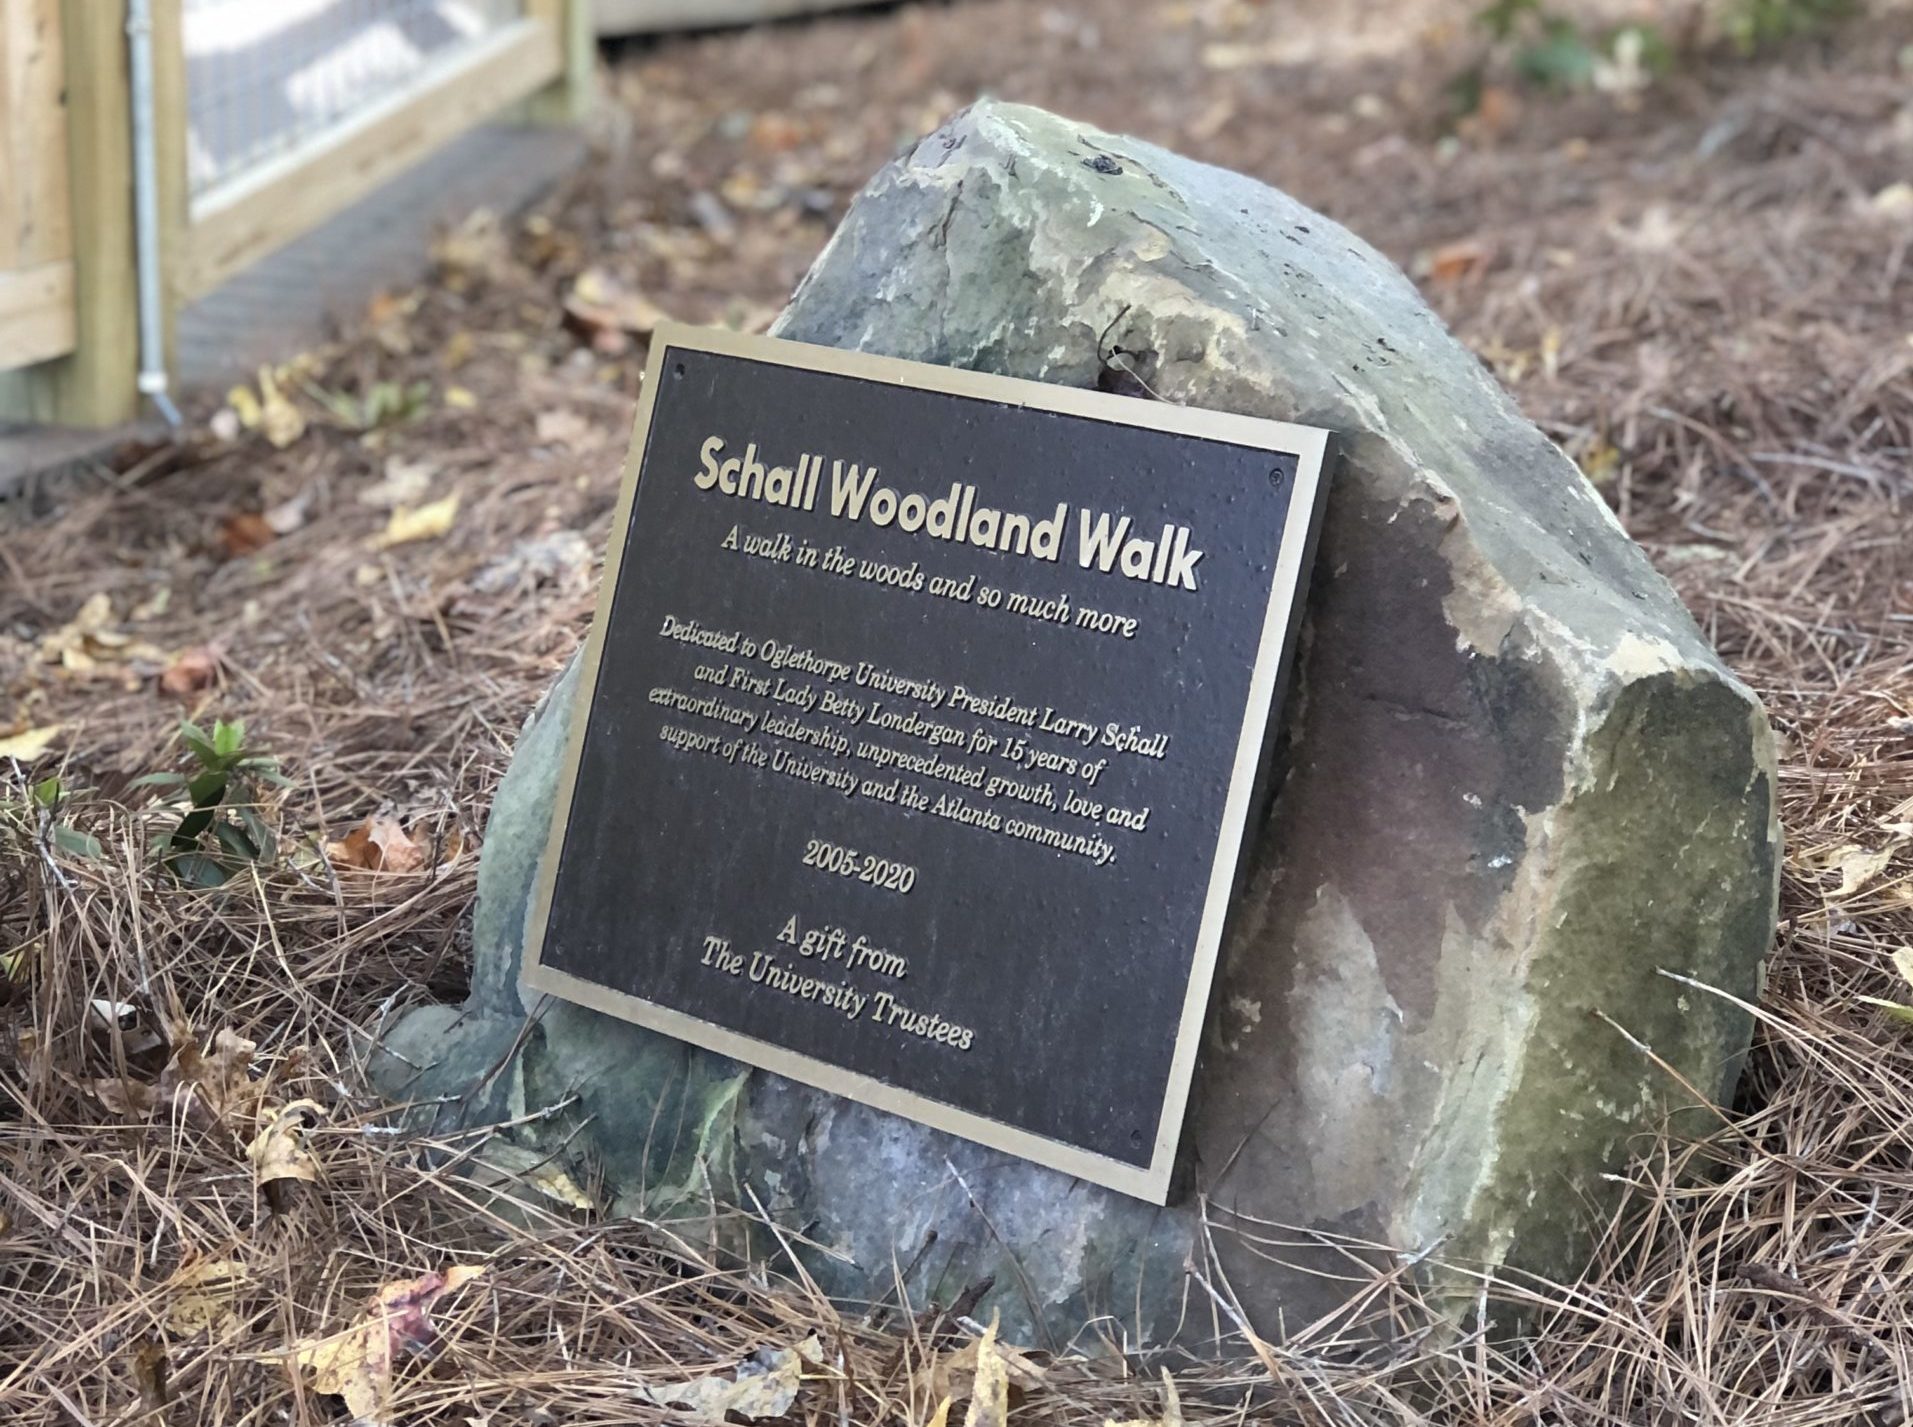 Schall Woodland Walk
A walk in the woods and so much more
Dedicated to Oglethorpe University President Larry Schall
and First Lady Betty Londergan for 15 years of
extraordinary leadership, unprecedented growth, love and
support of the University and the Atlanta community.
2005-2020
A gift from
The University Trustees